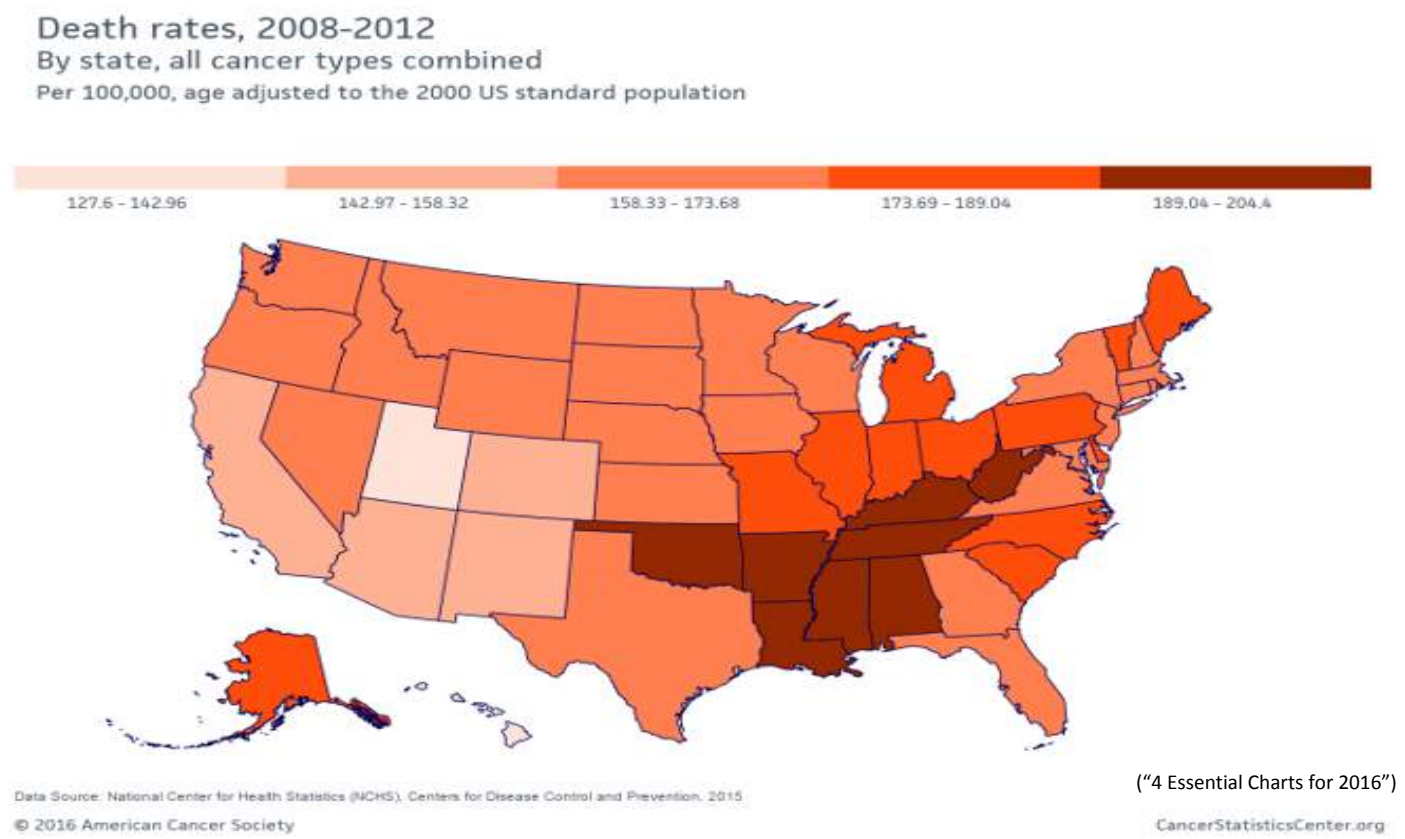 Death rates, 2008-2012
By state, all cancer types combined
Per 100,000, age adjusted to the 2000 US standard population
127.6 - 142.96 142.97 - 158.32 158.33 - 173.68 173.69 - 189.04 189.04 - 204.4
(“4 Essential Charts for 2016”)
Data Source: National Center for Health Statistics (NCHS), Centers for Disease Control and Prevention, 2015
© 2016 American Cancer Society CancerStatisticsCenter.org